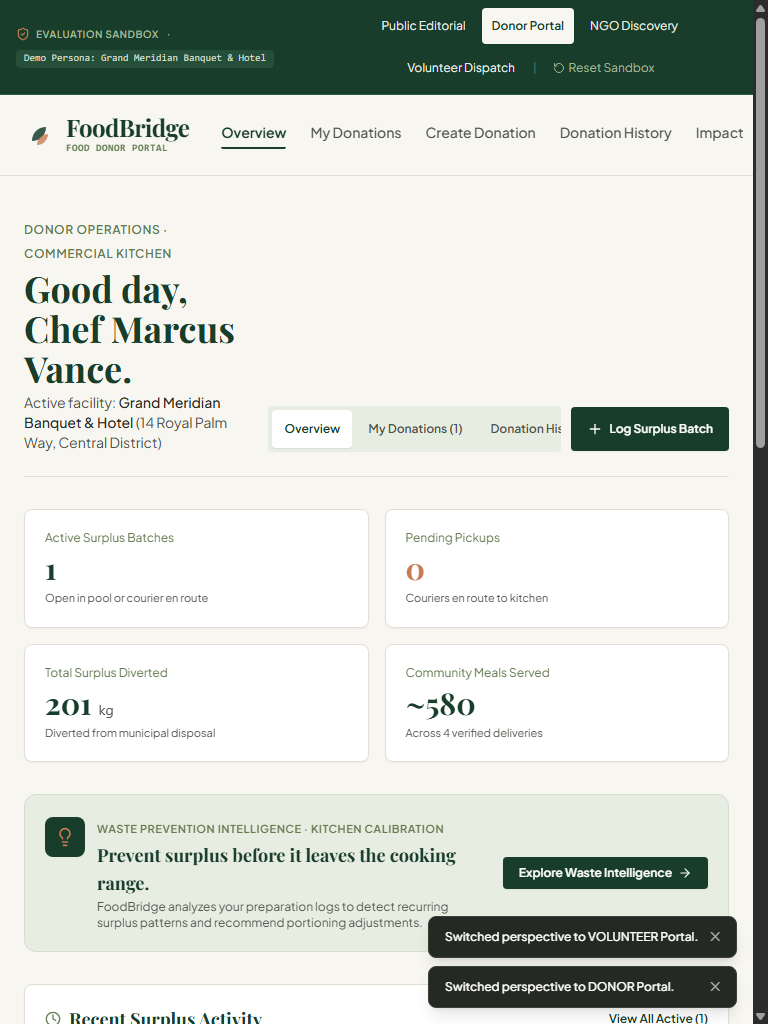 EVALUATION SANDBOX ·
Demo Persona: Grand Meridian Banquet & Hotel
Public Editorial
Donor Portal
NGO Discovery
Volunteer Dispatch
|
Reset Sandbox
FoodBridge
FOOD DONOR PORTAL
Overview
My Donations
Create Donation
Donation History
Impact
DONOR OPERATIONS ·
COMMERCIAL KITCHEN
Good day,
Chef Marcus
Vance.
Active facility: Grand Meridian
Banquet & Hotel (14 Royal Palm
Way, Central District)
Overview
My Donations (1)
Donation His
+ Log Surplus Batch
Active Surplus Batches
1
Open in pool or courier en route
Pending Pickups
0
Couriers en route to kitchen
Total Surplus Diverted
201 kg
Diverted from municipal disposal
Community Meals Served
~580
Across 4 verified deliveries
WASTE PREVENTION INTELLIGENCE · KITCHEN CALIBRATION
Prevent surplus before it leaves the cooking
range.
FoodBridge analyzes your preparation logs to detect recurring
surplus patterns and recommend portioning adjustments.
Explore Waste Intelligence →
Switched perspective to VOLUNTEER Portal.
Switched perspective to DONOR Portal.
Recent Surplus Activity
View All Active (1)